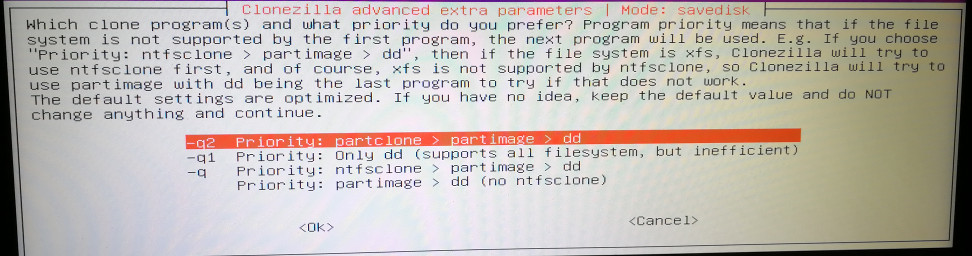 Clonezilla advanced extra parameters | Mode: savedisk
Which clone program(s) and what priority do you prefer? Program priority means that if the file
system is not supported by the first program, the next program will be used. E.g. If you choose
"Priority: ntfsclone > partimage > dd", then if the file system is xfs, Clonezilla will try to
use ntfsclone first, and of course, xfs is not supported by ntfsclone, so Clonezilla will try to
use partimage with dd being the last program to try if that does not work.
The default settings are optimized. If you have no idea, keep the default value and do NOT
change anything and continue.
-q2 Priority: partclone > partimage > dd
-q1 Priority: Only dd (supports all filesystem, but inefficient)
-q Priority: ntfsclone > partimage > dd
Priority: partimage > dd (no ntfsclone)
<Ok> <Cancel>